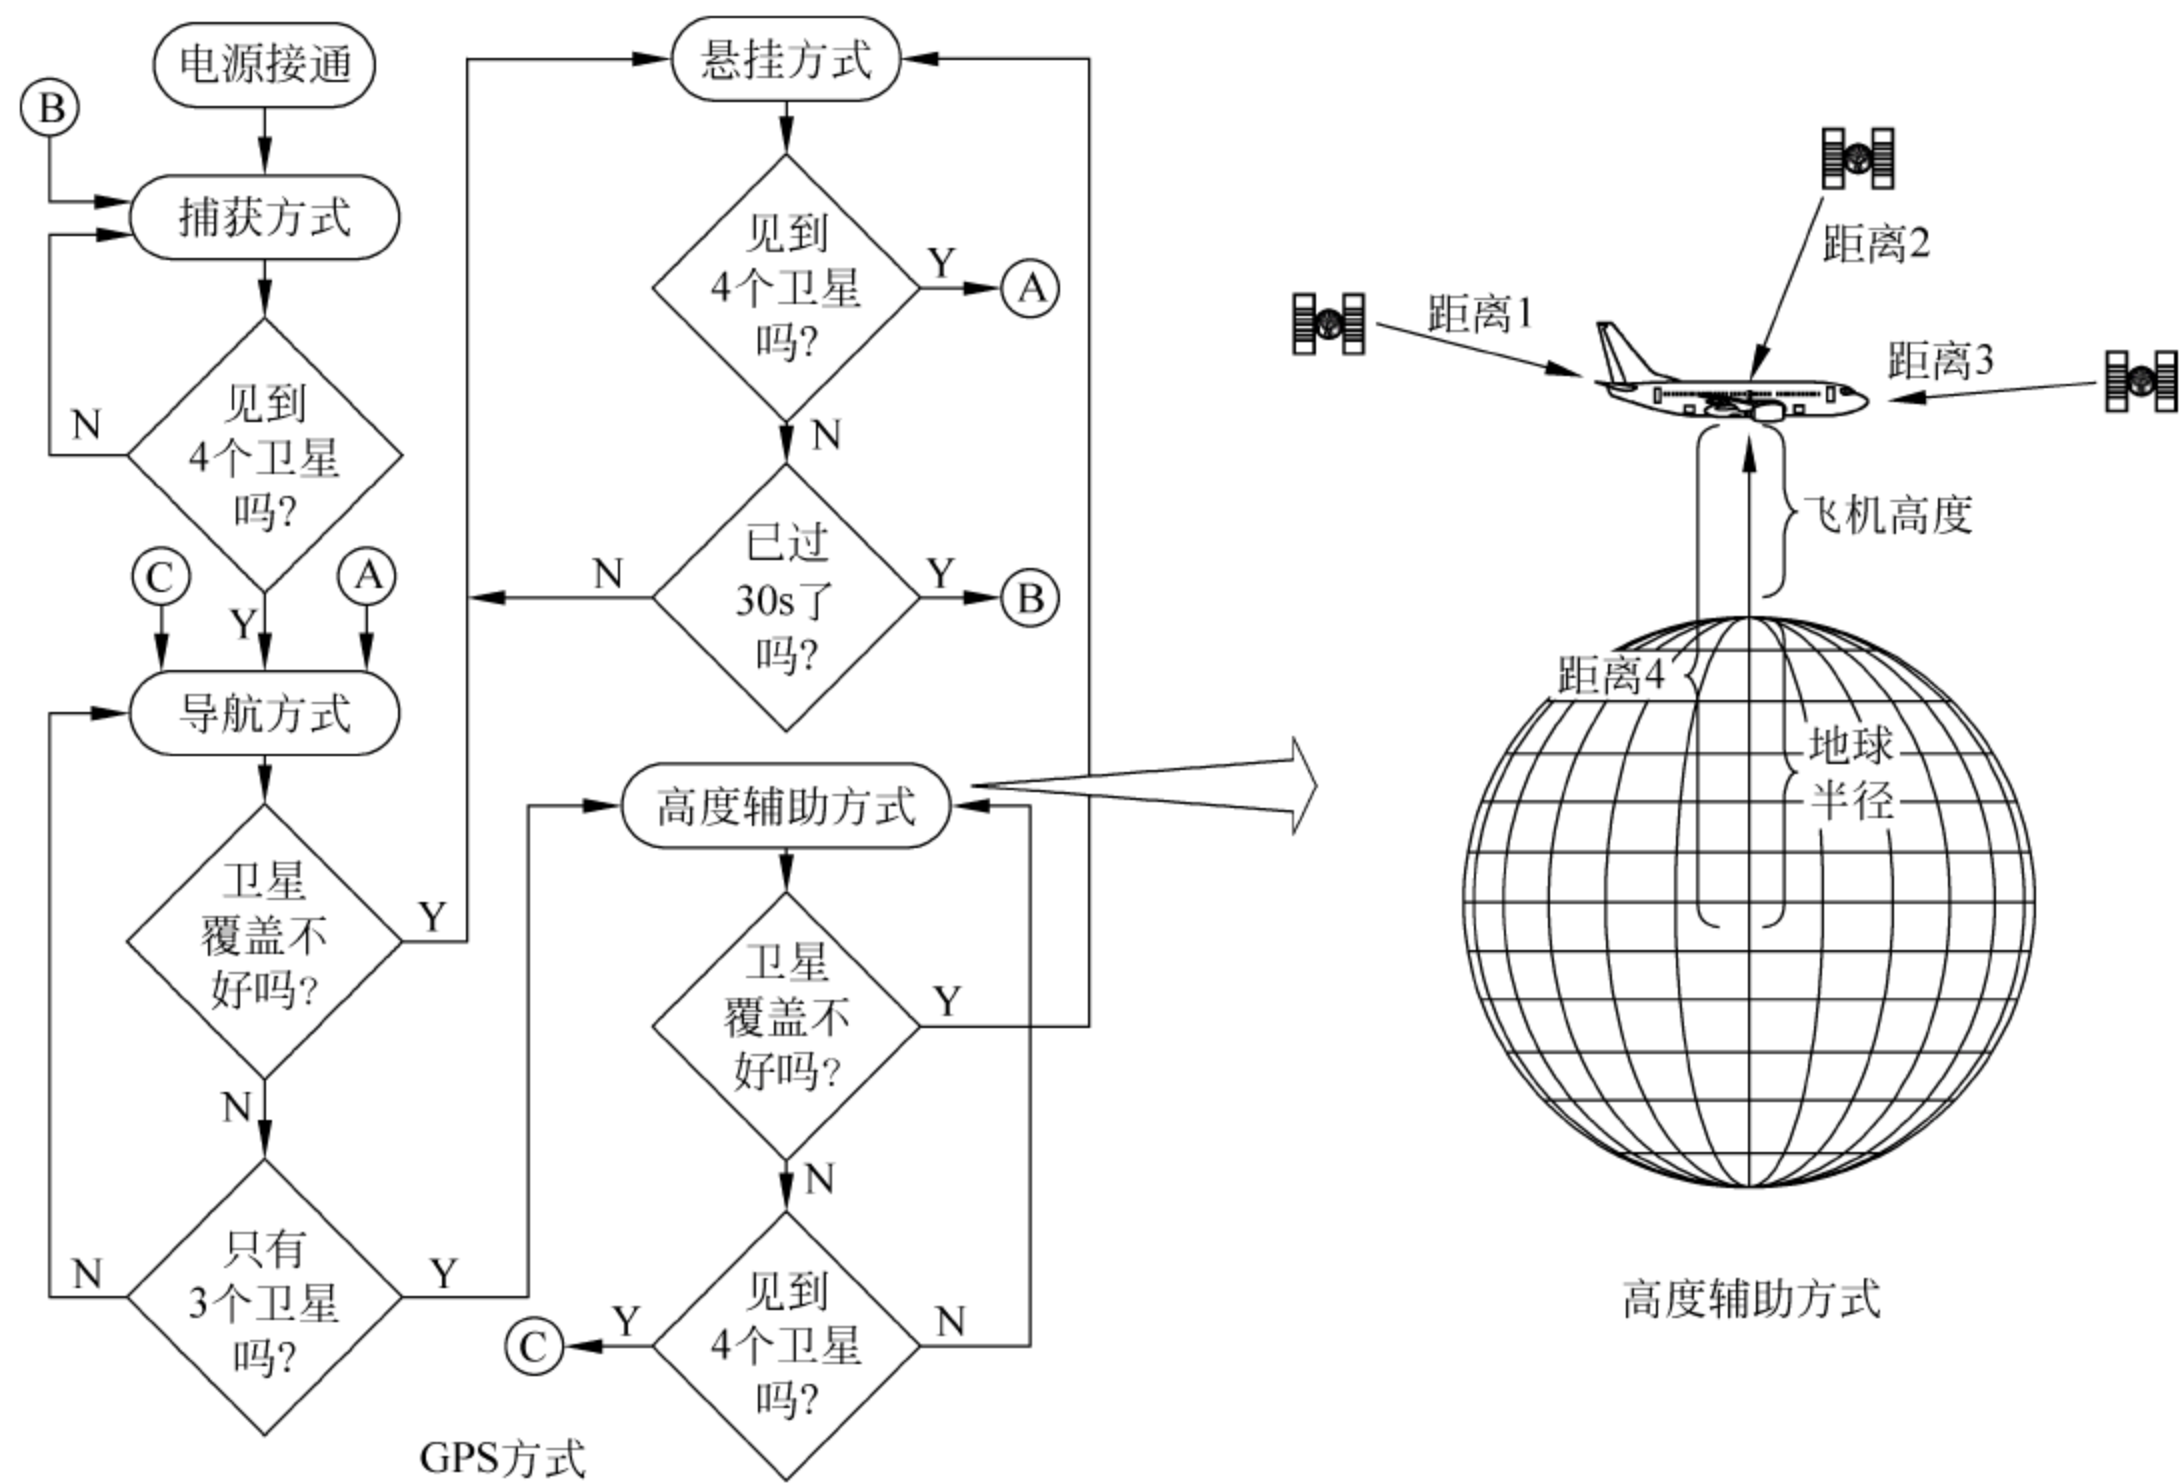 电源接通
B
捕获方式
见到
4个卫星
吗?
N
Y
C
A
导航方式
卫星
覆盖不
好吗?
Y
N
只有
3个卫星
吗?
N
Y
悬挂方式
见到
4个卫星
吗?
Y
A
N
已过
30s了
吗?
N
Y
B
高度辅助方式
卫星
覆盖不
好吗?
Y
N
见到
4个卫星
吗?
Y
C
N
GPS方式
距离1
距离2
距离3
飞机高度
距离4
地球
半径
高度辅助方式